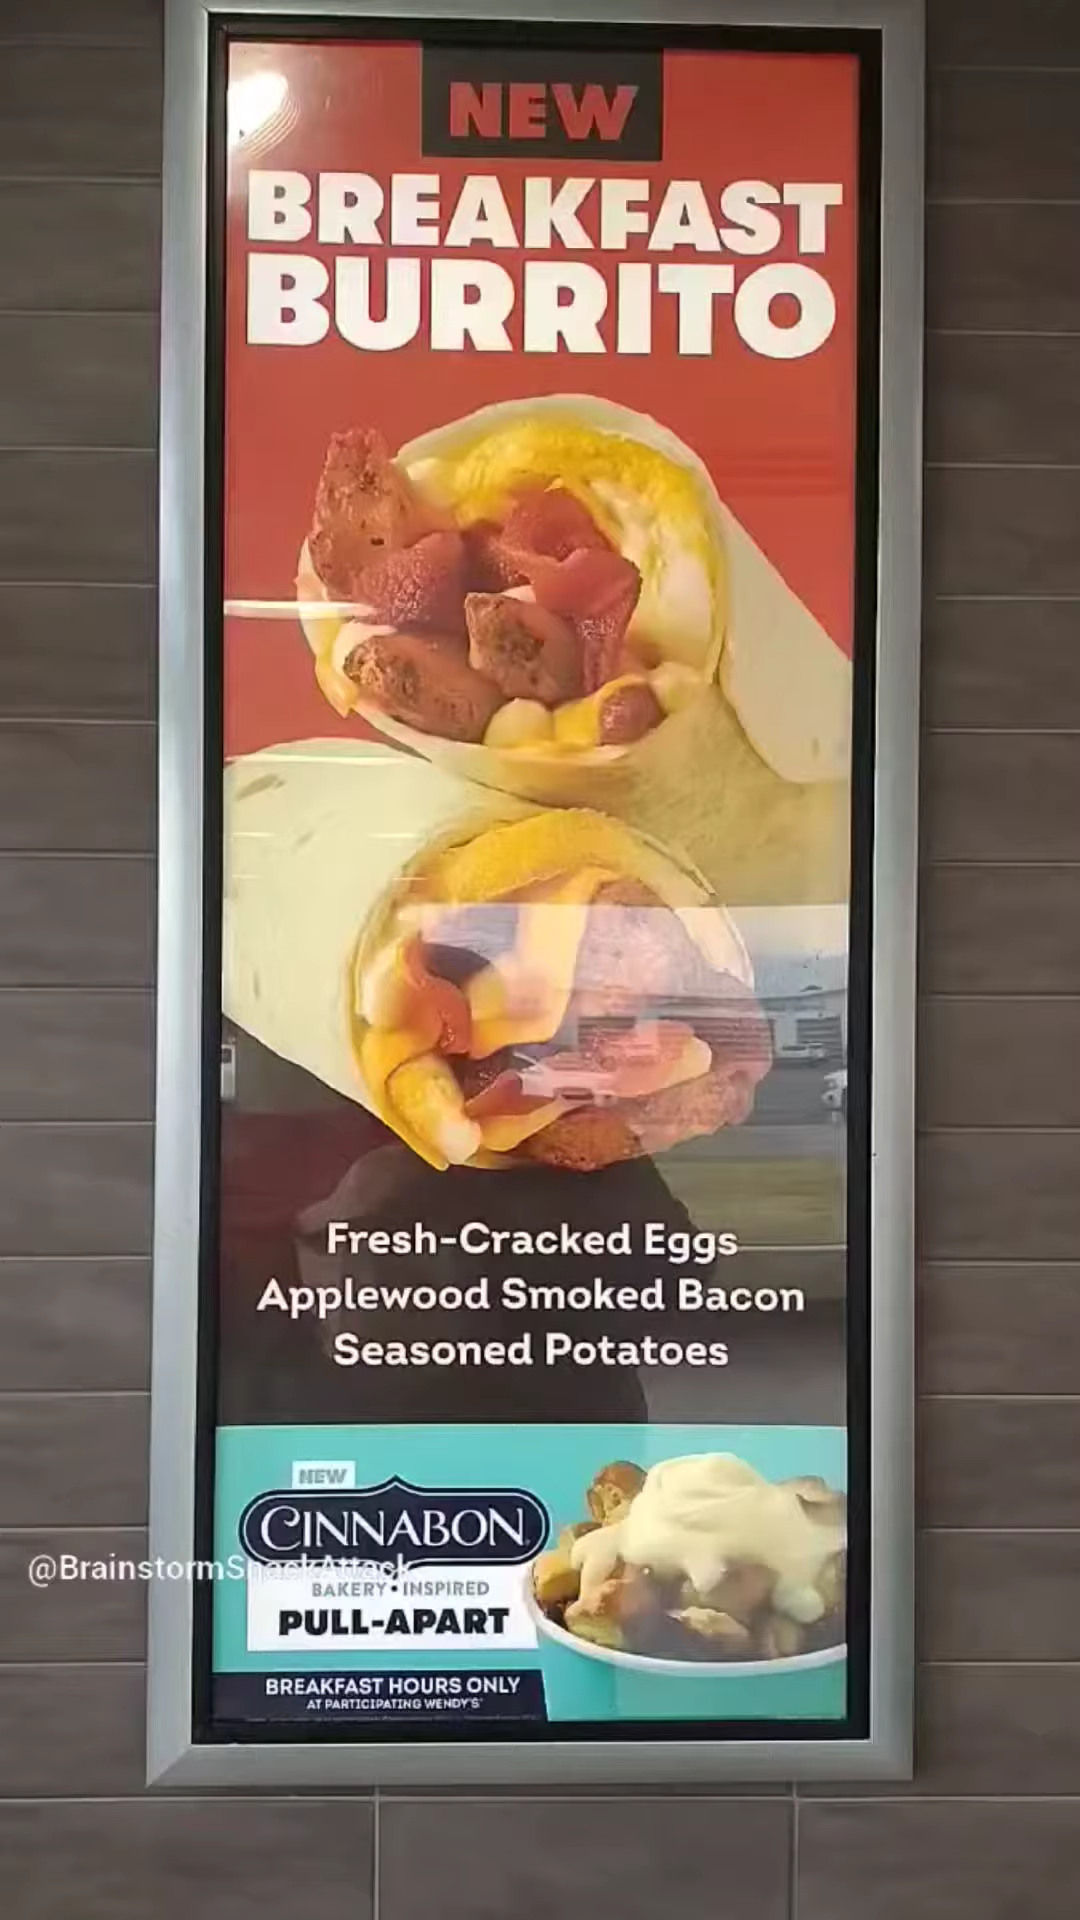 NEW
BREAKFAST
BURRITO
Fresh-Cracked Eggs
Applewood Smoked Bacon
Seasoned Potatoes
NEW
CINNABON
@BrainstormSnackAttack
BAKERY • INSPIRED
PULL-APART
BREAKFAST HOURS ONLY
AT PARTICIPATING WENDY'S